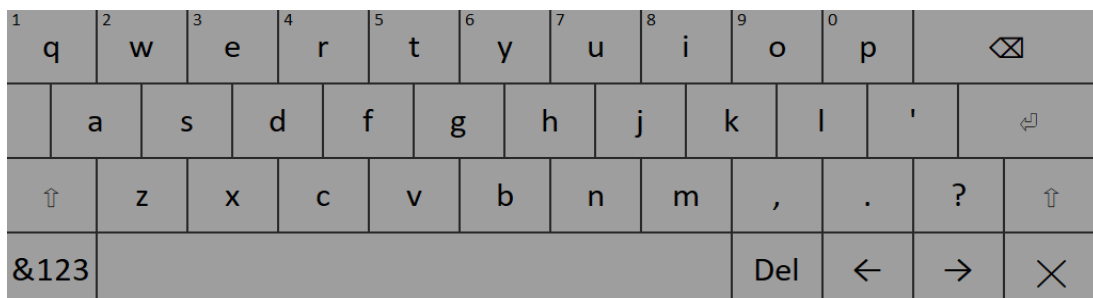 1 q 2 w 3 e 4 r 5 t 6 y 7 u 8 i 9 o 0 p ⌫
a s d f g h j k l ' ⏎
⇧ z x c v b n m , . ? ⇧
&123 Del ← → ×